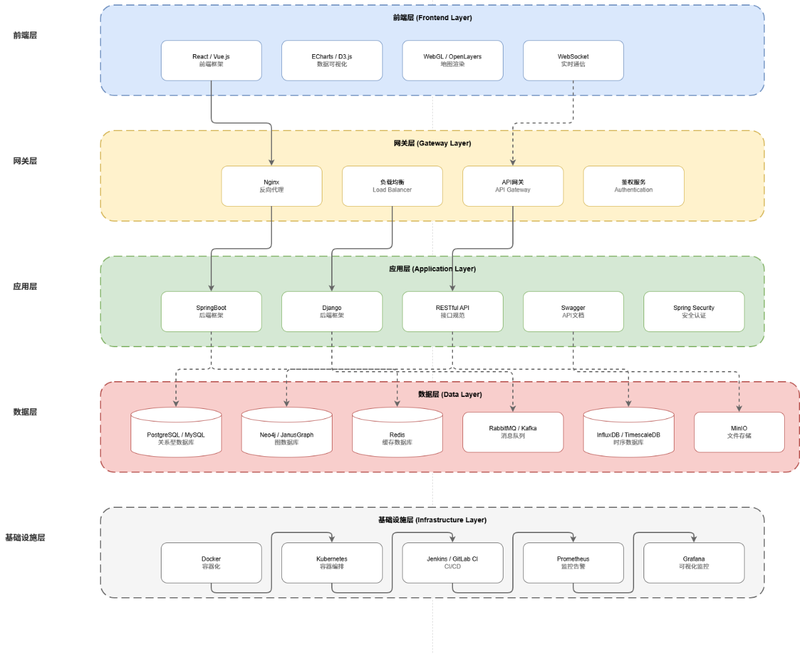 前端层 (Frontend Layer)
前端层
React / Vue.js
前端框架
ECharts / D3.js
数据可视化
WebGL / OpenLayers
地图渲染
WebSocket
实时通信
网关层 (Gateway Layer)
网关层
Nginx
反向代理
负载均衡
Load Balancer
API网关
API Gateway
鉴权服务
Authentication
应用层 (Application Layer)
应用层
SpringBoot
后端框架
Django
后端框架
RESTful API
接口规范
Swagger
API文档
Spring Security
安全认证
数据层 (Data Layer)
数据层
PostgreSQL / MySQL
关系型数据库
Neo4j / JanusGraph
图数据库
Redis
缓存数据库
RabbitMQ / Kafka
消息队列
InfluxDB / TimescaleDB
时序数据库
MinIO
文件存储
基础设施层 (Infrastructure Layer)
基础设施层
Docker
容器化
Kubernetes
容器编排
Jenkins / GitLab CI
CI/CD
Prometheus
监控告警
Grafana
可视化监控